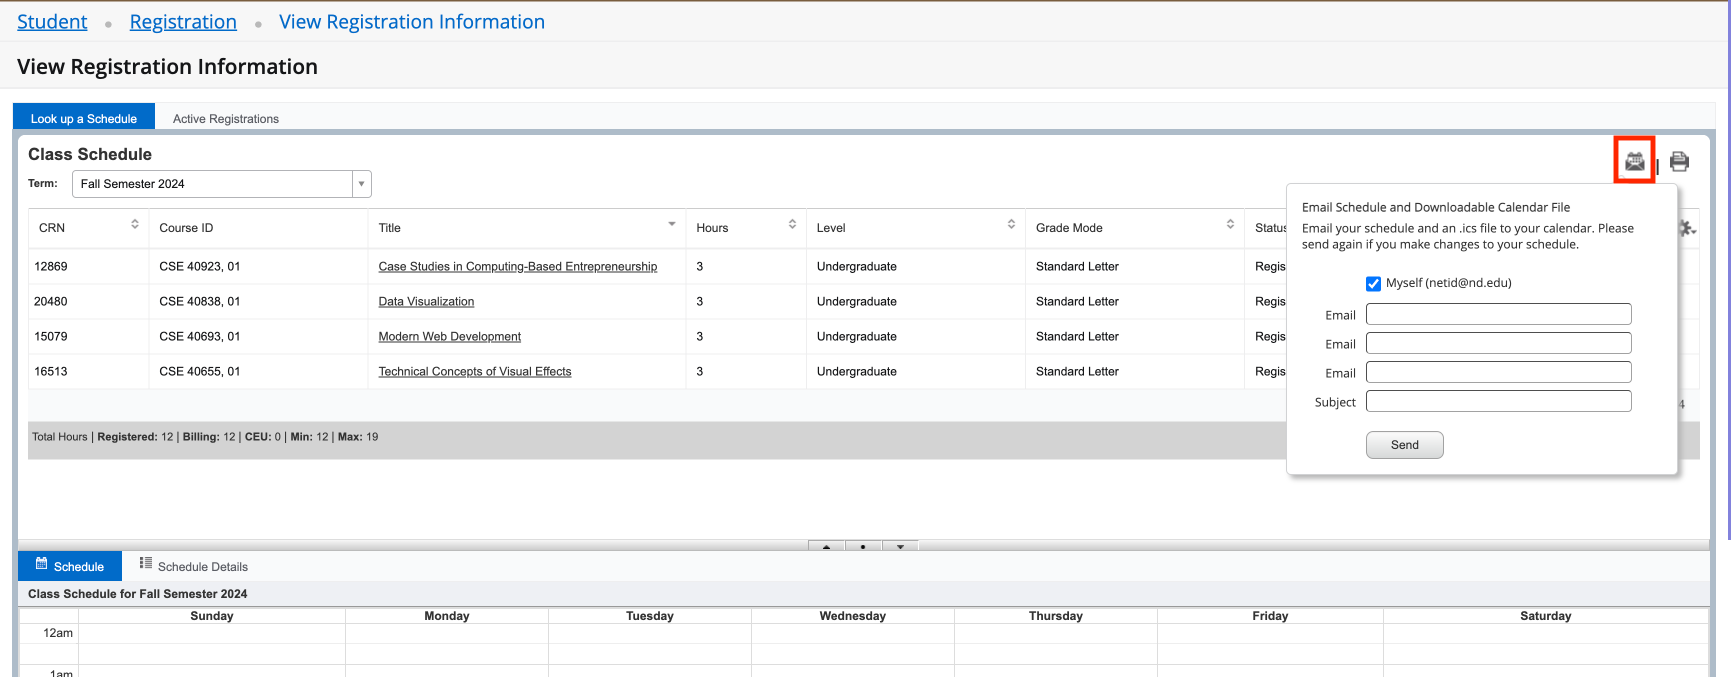 Student • Registration • View Registration Information
View Registration Information
Look up a Schedule Active Registrations
Class Schedule
Term: Fall Semester 2024
CRN Course ID Title Hours Level Grade Mode Status
12869 CSE 40923, 01 Case Studies in Computing-Based Entrepreneurship 3 Undergraduate Standard Letter Regis
20480 CSE 40838, 01 Data Visualization 3 Undergraduate Standard Letter Regis
15079 CSE 40693, 01 Modern Web Development 3 Undergraduate Standard Letter Regis
16513 CSE 40655, 01 Technical Concepts of Visual Effects 3 Undergraduate Standard Letter Regis
4
Total Hours | Registered: 12 | Billing: 12 | CEU: 0 | Min: 12 | Max: 19
Email Schedule and Downloadable Calendar File
Email your schedule and an .ics file to your calendar. Please
send again if you make changes to your schedule.
Myself (netid@nd.edu)
Email
Email
Email
Subject
Send
Schedule Schedule Details
Class Schedule for Fall Semester 2024
Sunday Monday Tuesday Wednesday Thursday Friday Saturday
12am
1am